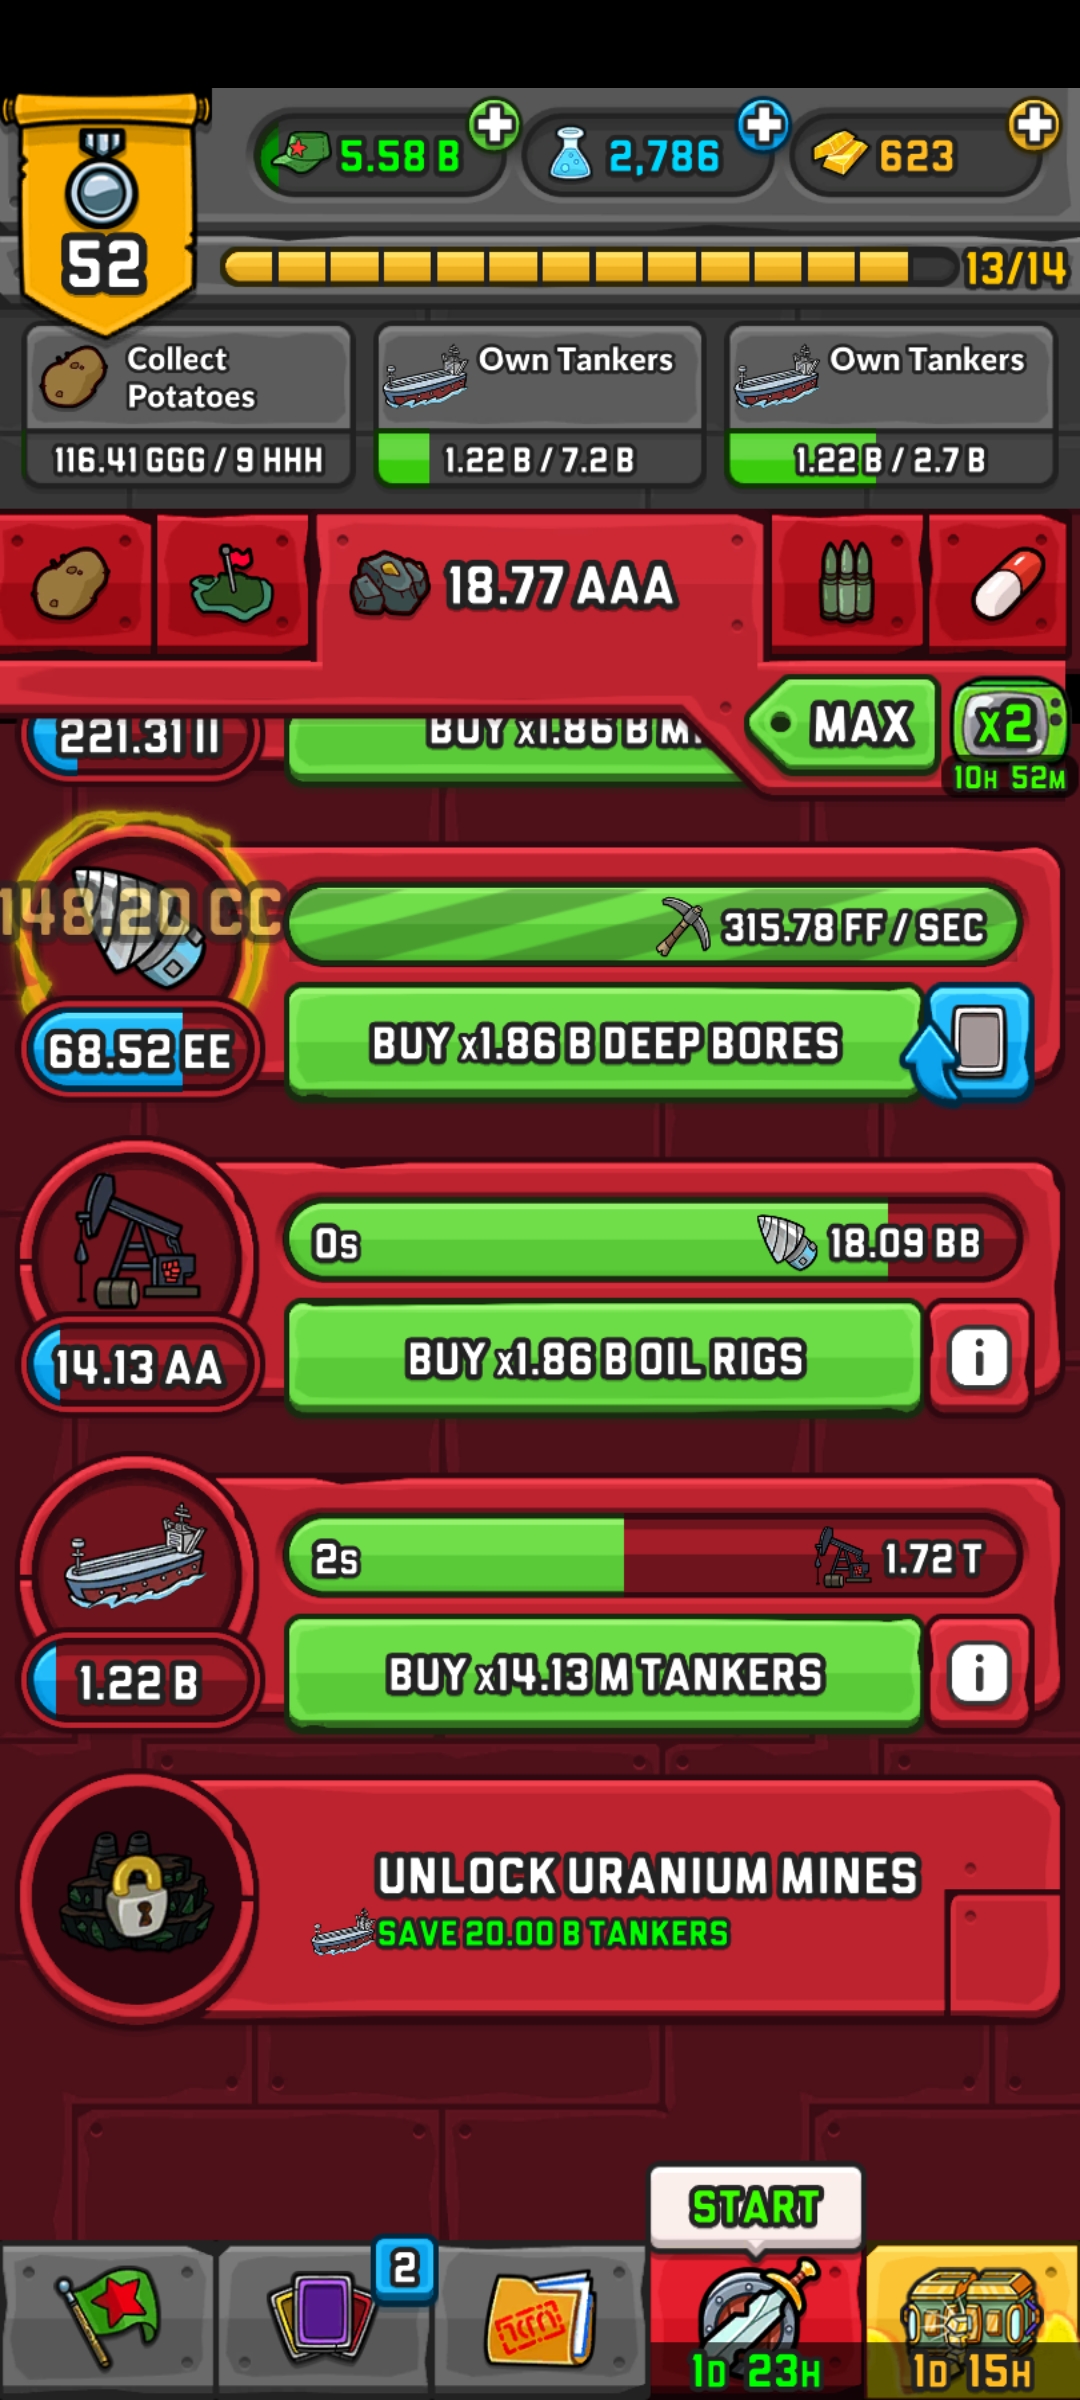 5.58 B
2,786
623
52
13/14
Collect
Potatoes
116.41 GGG / 9 HHH
Own Tankers
1.22 B / 7.2 B
Own Tankers
1.22 B / 2.7 B
18.77 AAA
MAX
x2
10H 52M
221.31 II
BUY x1.86 B
148.20 CC
315.78 FF / SEC
68.52 EE
BUY x1.86 B DEEP BORES
0s
18.09 BB
14.13 AA
BUY x1.86 B OIL RIGS
i
2s
1.72 T
1.22 B
BUY x14.13 M TANKERS
i
UNLOCK URANIUM MINES
SAVE 20.00 B TANKERS
START
2
1D 23H
1D 15H